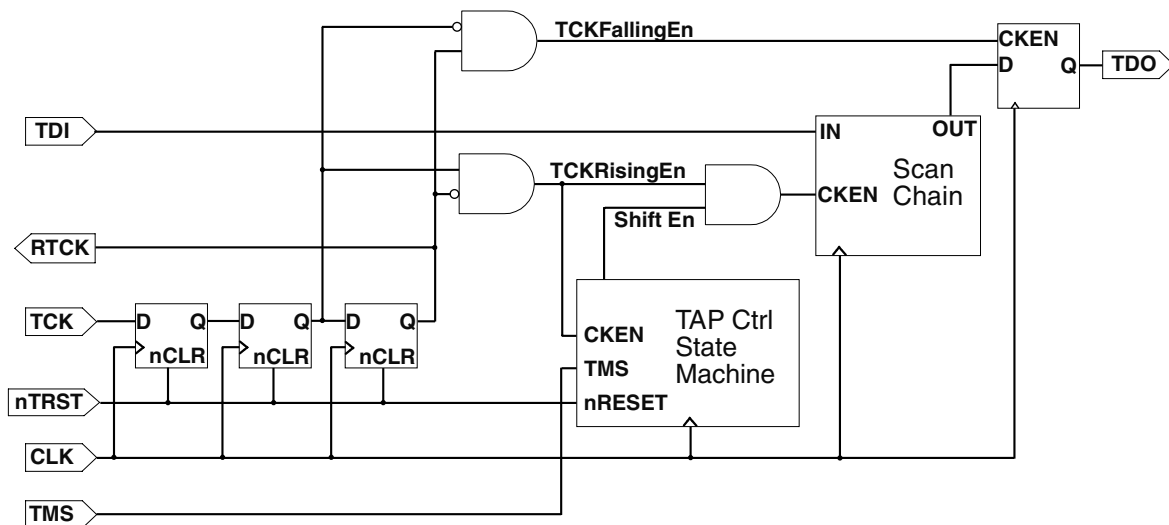 TCKFallingEn
CKEN
D Q
TDO
TDI
IN OUT
Scan
Chain
CKEN
TCKRisingEn
Shift En
RTCK
TCK
D Q D Q D Q
nCLR nCLR nCLR
TAP Ctrl
State
Machine
CKEN
TMS
nRESET
nTRST
CLK
TMS